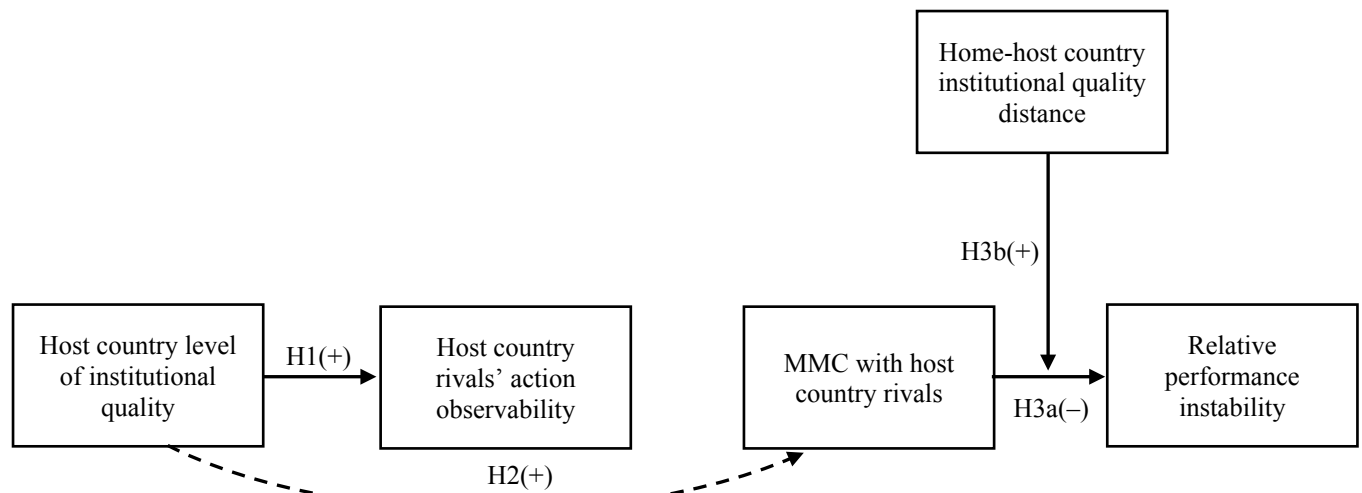 Home-host country
institutional quality
distance
H3b(+)
Host country level
of institutional
quality
H1(+)
Host country
rivals’ action
observability
MMC with host
country rivals
H3a(–)
Relative
performance
instability
H2(+)